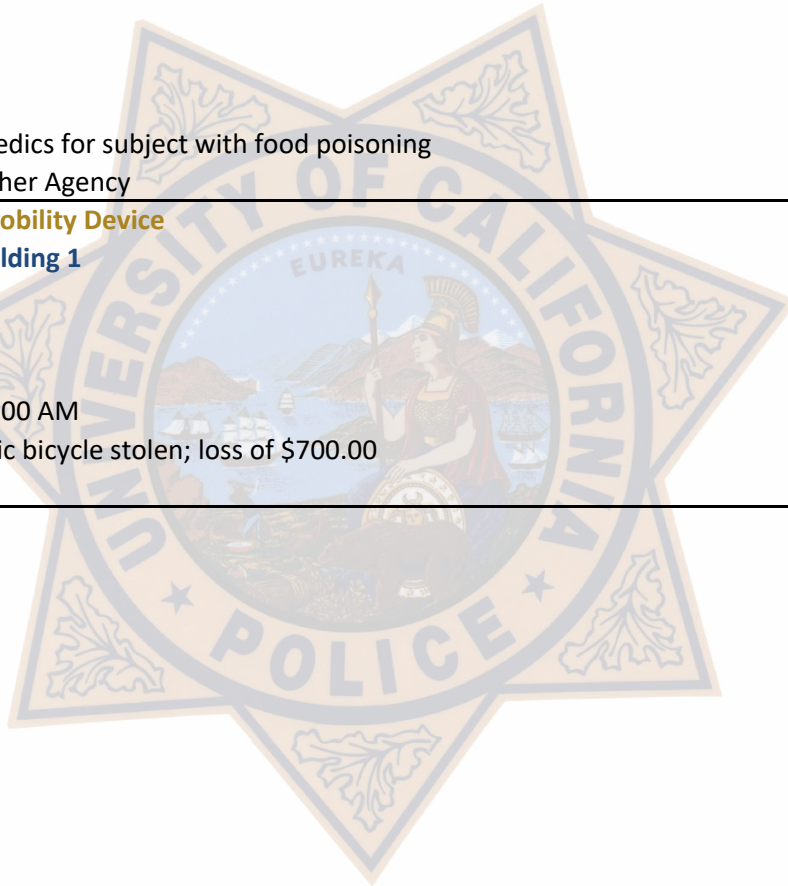 edics for subject with food poisoning
her Agency
obility Device
lding 1
EUREKA
UNIVERSITY OF CALIFORNIA
00 AM
ic bicycle stolen; loss of $700.00
POLICE